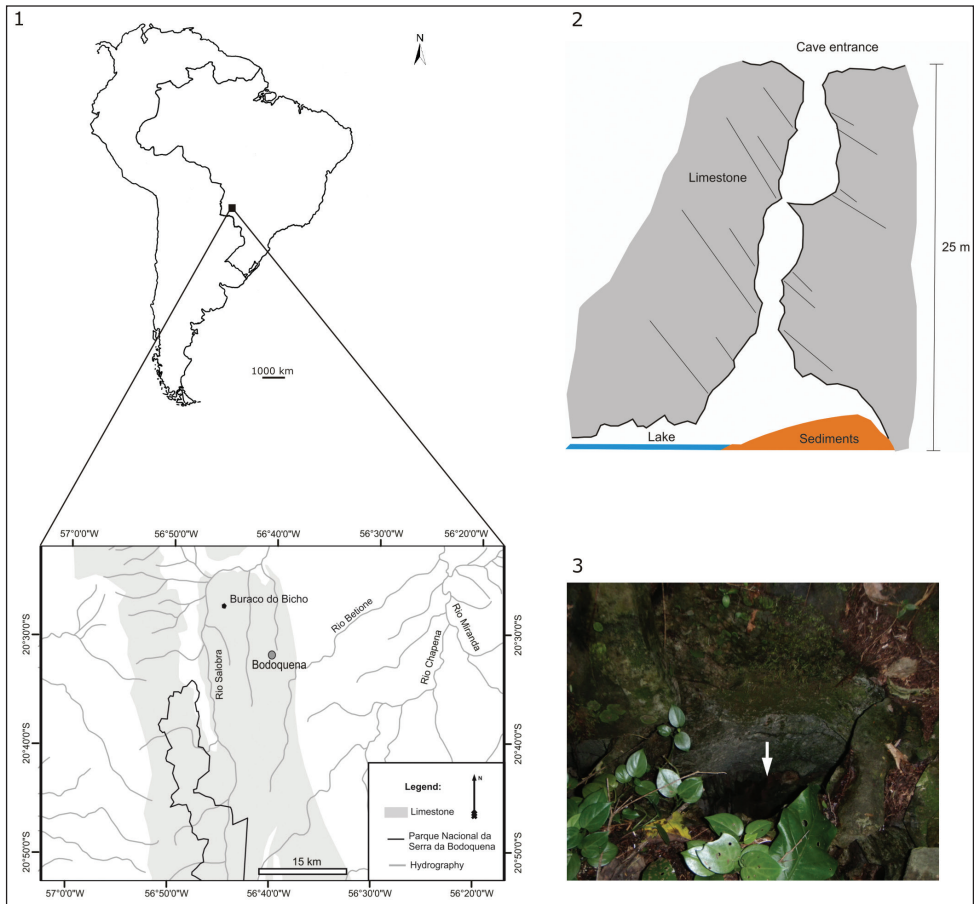 1
N
1000 km
2
Cave entrance
Limestone
25 m
Lake
Sediments
57°0'0"W
56°50'0"W
56°40'0"W
56°30'0"W
56°20'0"W
Buraco do Bicho
Rio Betione
Rio Miranda
20°30'0"S
20°30'0"S
Bodoquena
Rio Salobra
Rio Chapena
20°40'0"S
20°40'0"S
Legend:
N
Limestone
Parque Nacional da
Serra da Bodoquena
Hydrography
15 km
20°50'0"S
20°50'0"S
57°0'0"W
56°50'0"W
56°40'0"W
56°30'0"W
56°20'0"W
3